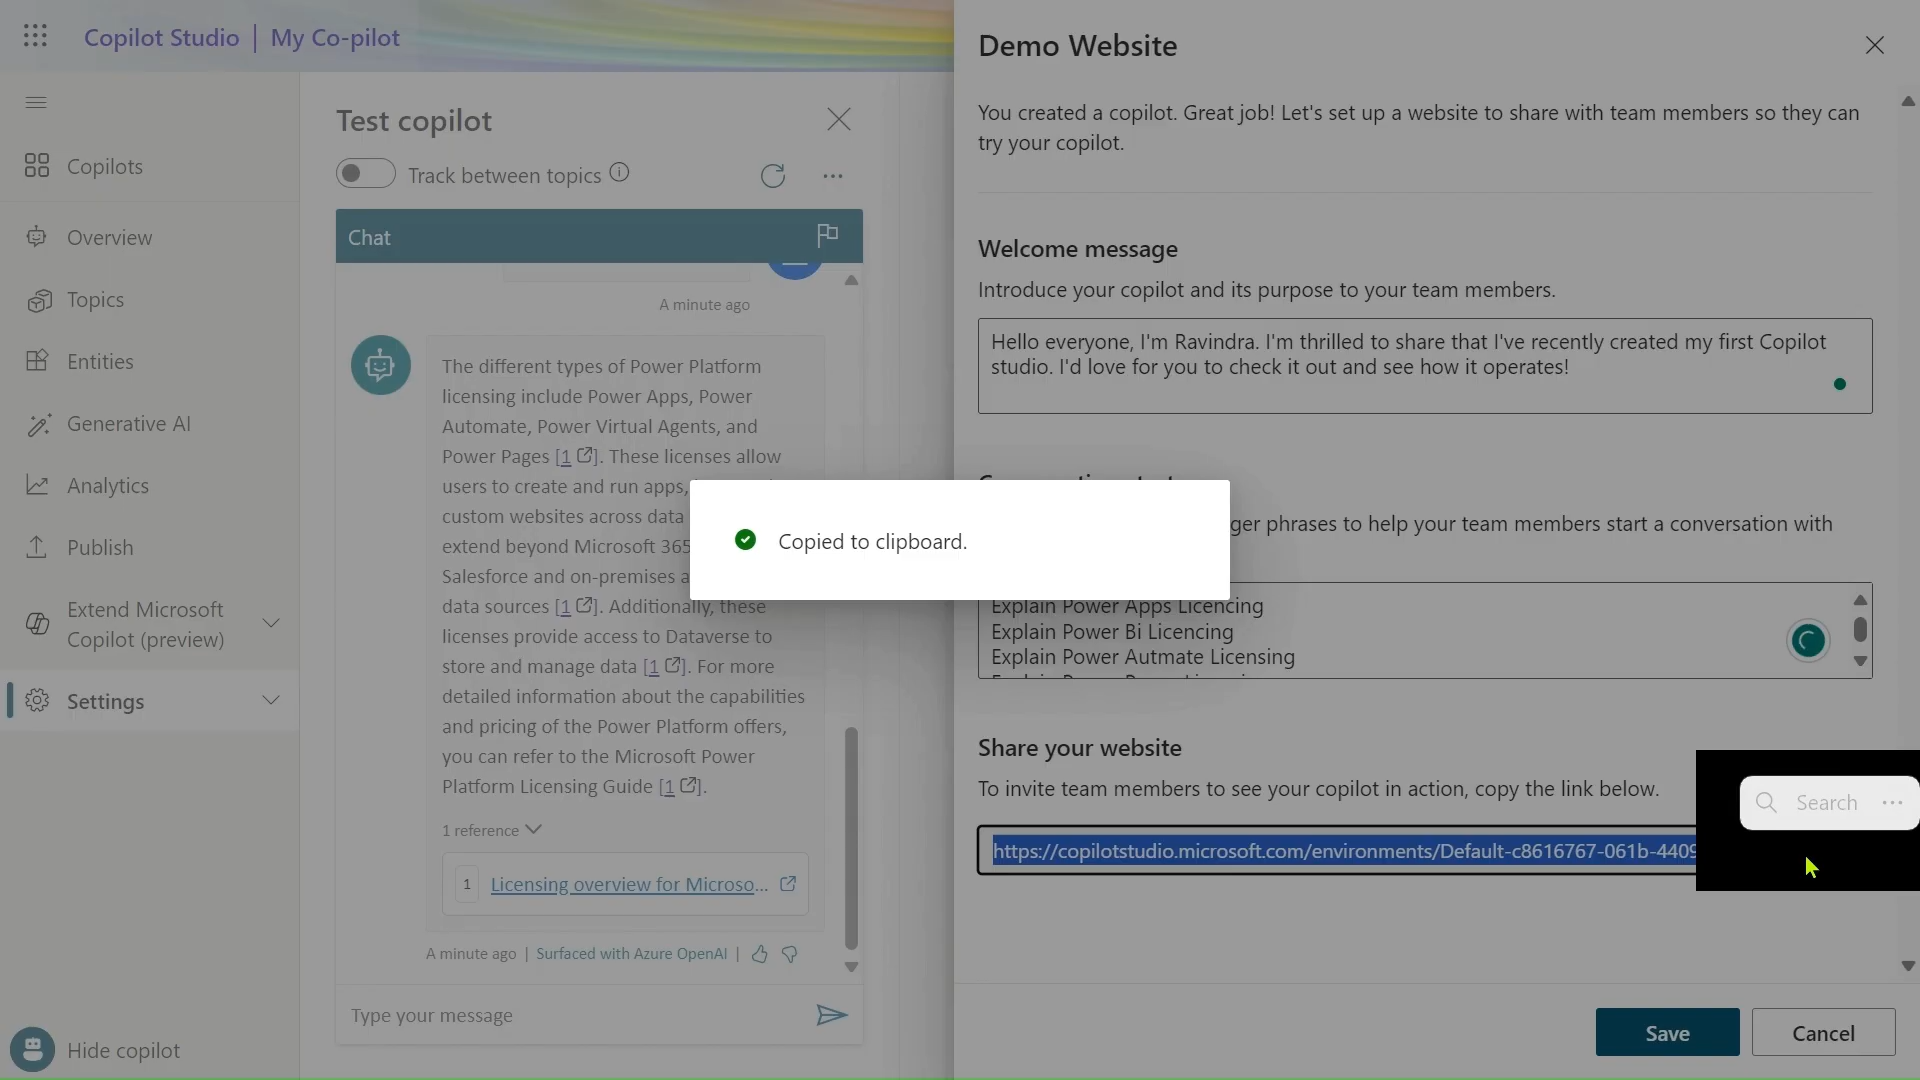 Copilot Studio | My Co-pilot
Copilots
Overview
Topics
Entities
Generative AI
Analytics
Publish
Extend Microsoft
Copilot (preview)
Settings
Hide copilot
Test copilot
Track between topics
Chat
A minute ago
The different types of Power Platform
licensing include Power Apps, Power
Automate, Power Virtual Agents, and
Power Pages [1]. These licenses allow
users to create and run apps,
custom websites across data
extend beyond Microsoft 365
Salesforce and on-premises a
data sources [1]. Additionally, these
licenses provide access to Dataverse to
store and manage data [1]. For more
detailed information about the capabilities
and pricing of the Power Platform offers,
you can refer to the Microsoft Power
Platform Licensing Guide [1].
1 reference
1 Licensing overview for Microso...
A minute ago | Surfaced with Azure OpenAI |
Type your message
Copied to clipboard.
Demo Website
You created a copilot. Great job! Let's set up a website to share with team members so they can
try your copilot.
Welcome message
Introduce your copilot and its purpose to your team members.
Hello everyone, I'm Ravindra. I'm thrilled to share that I've recently created my first Copilot
studio. I'd love for you to check it out and see how it operates!
ger phrases to help your team members start a conversation with
Explain Power Apps Licencing
Explain Power Bi Licencing
Explain Power Autmate Licensing
Share your website
To invite team members to see your copilot in action, copy the link below.
https://copilotstudio.microsoft.com/environments/Default-c8616767-061b-4409
Search
Save
Cancel